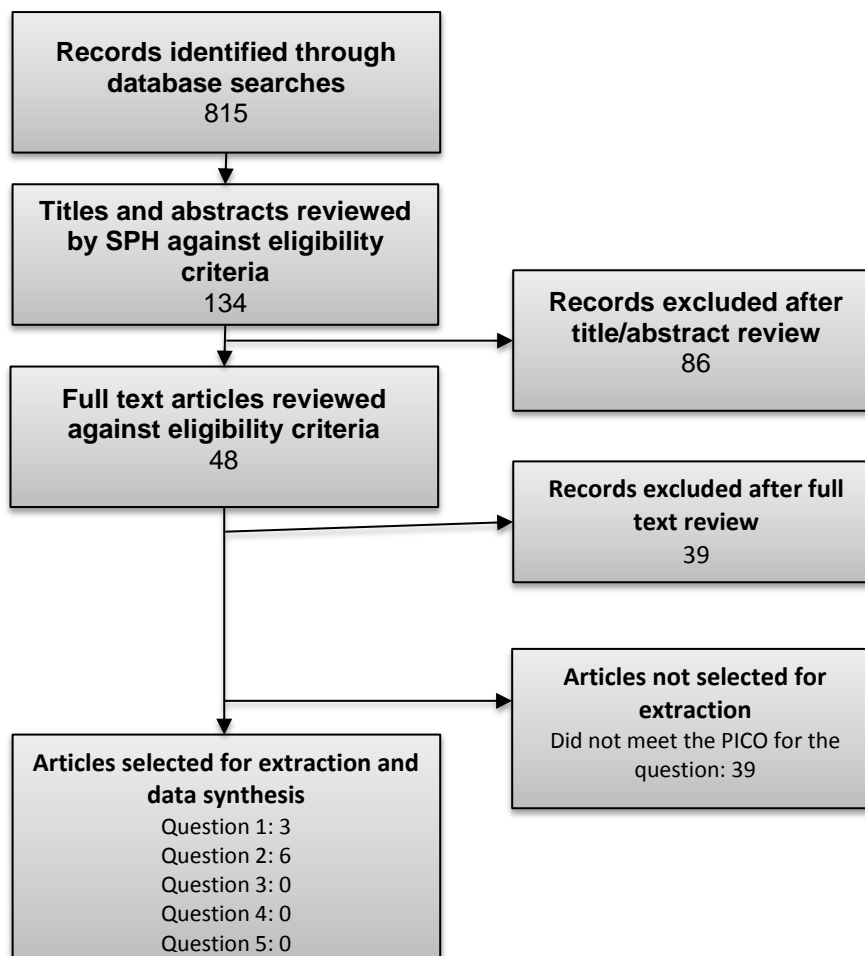 Records identified through
database searches
815
Titles and abstracts reviewed
by SPH against eligibility
criteria
134
Records excluded after
title/abstract review
86
Full text articles reviewed
against eligibility criteria
48
Records excluded after full
text review
39
Articles not selected for
extraction
Did not meet the PICO for the
question: 39
Articles selected for extraction and
data synthesis
Question 1: 3
Question 2: 6
Question 3: 0
Question 4: 0
Question 5: 0